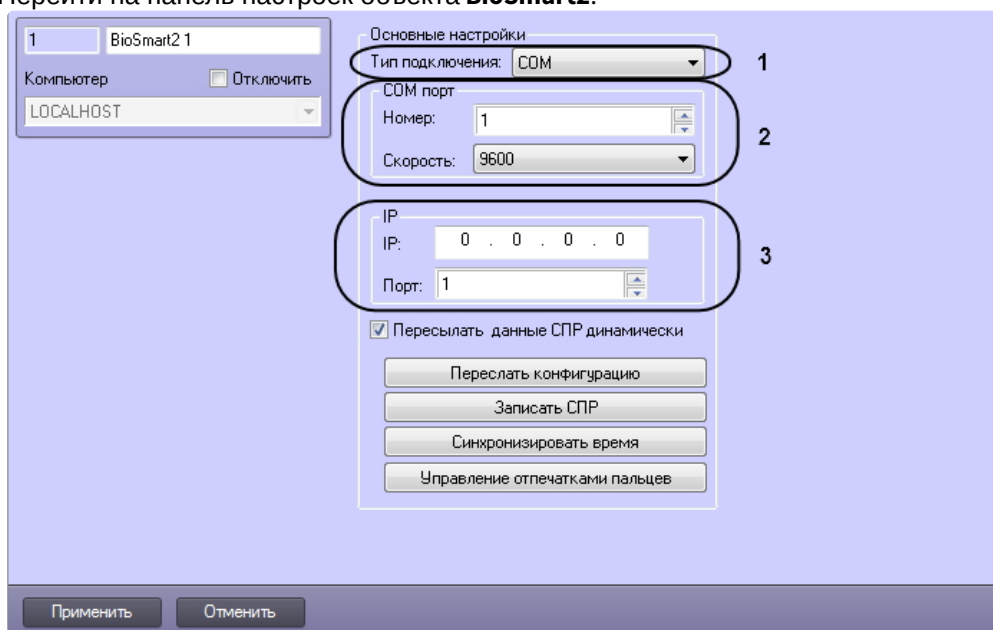 Перейти на панель настроек объекта BioSmart2.
1
BioSmart2 1
Компьютер
Отключить
LOCALHOST
Основные настройки
Тип подключения: COM
1
COM порт
Номер: 1
Скорость: 9600
2
IP
IP: 0 . 0 . 0 . 0
Порт: 1
3
Пересылать данные СПР динамически
Переслать конфигурацию
Записать СПР
Синхронизировать время
Управление отпечатками пальцев
Применить
Отменить